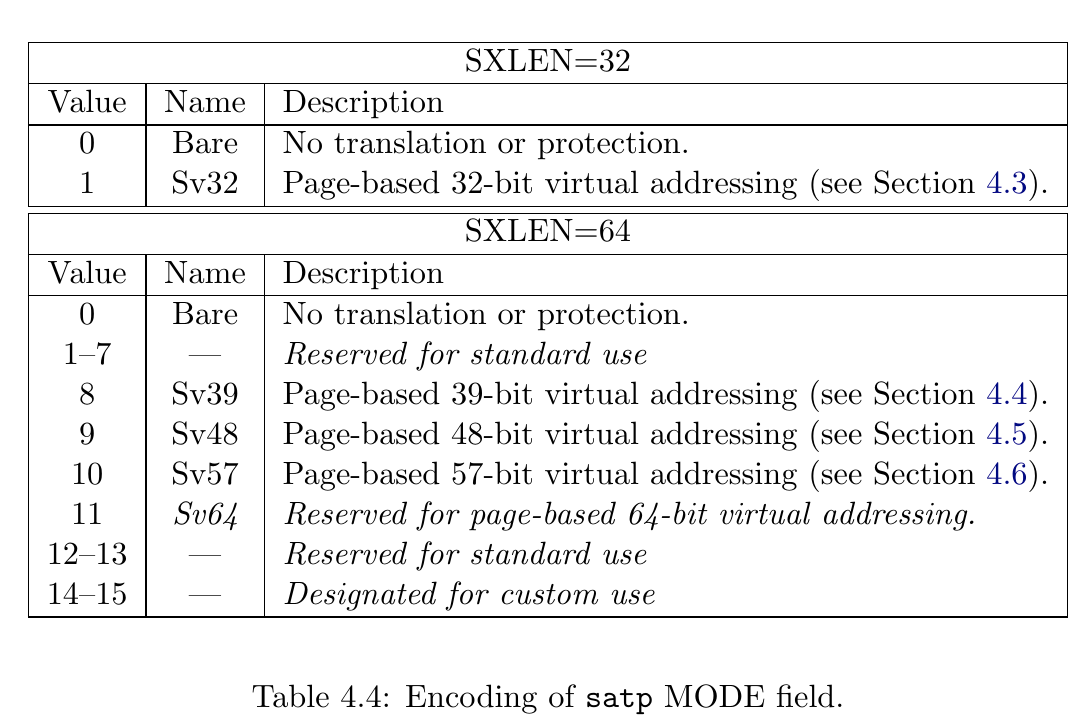 SXLEN=32
Value Name Description
0 Bare No translation or protection.
1 Sv32 Page-based 32-bit virtual addressing (see Section 4.3).
SXLEN=64
Value Name Description
0 Bare No translation or protection.
1–7 — Reserved for standard use
8 Sv39 Page-based 39-bit virtual addressing (see Section 4.4).
9 Sv48 Page-based 48-bit virtual addressing (see Section 4.5).
10 Sv57 Page-based 57-bit virtual addressing (see Section 4.6).
11 Sv64 Reserved for page-based 64-bit virtual addressing.
12–13 — Reserved for standard use
14–15 — Designated for custom use
Table 4.4: Encoding of satp MODE field.